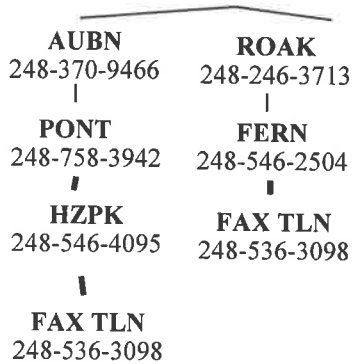 AUBN
248-370-9466
PONT
248-758-3942
HZPK
248-546-4095
FAX TLN
248-536-3098
ROAK
248-246-3713
FERN
248-546-2504
FAX TLN
248-536-3098